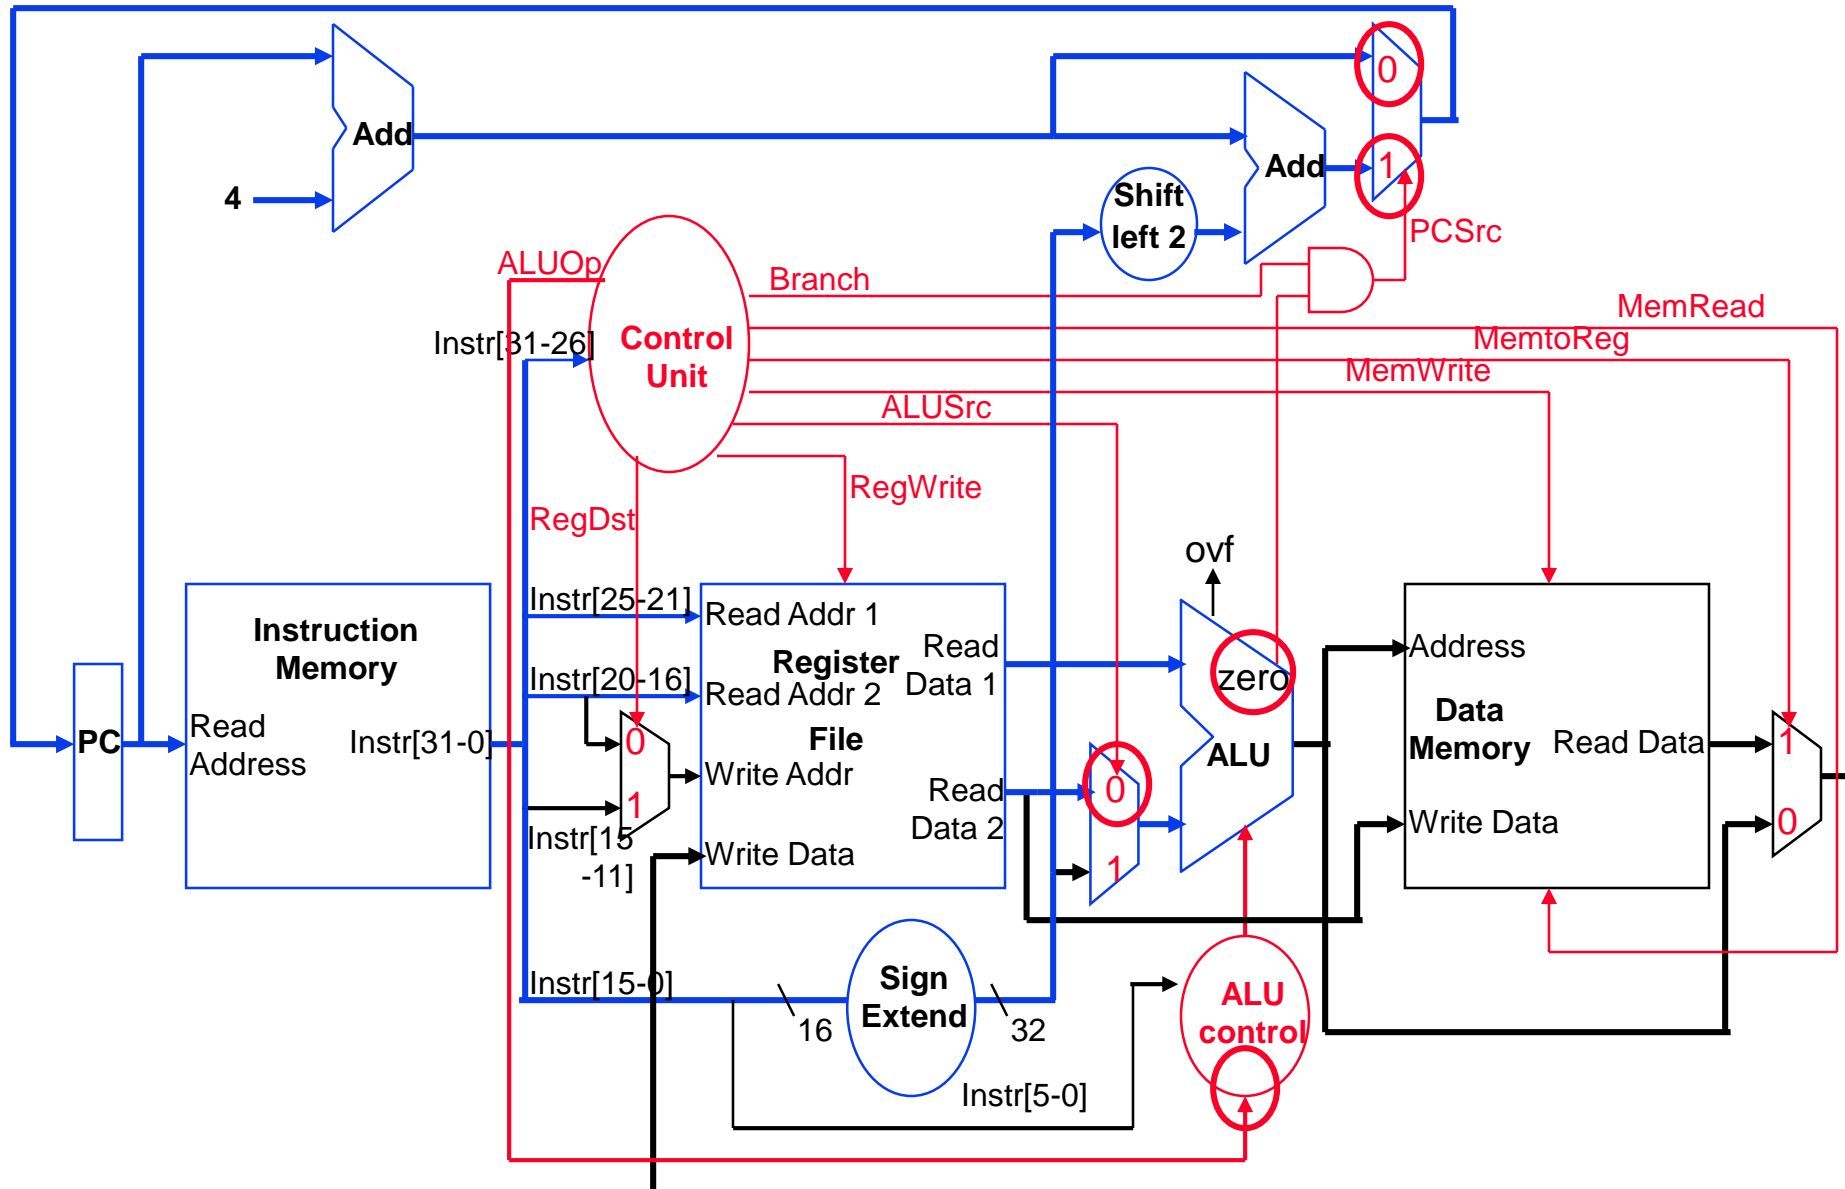 0
Add
1
Add
4
Shift
left 2
PCSrc
ALUOp
Branch
MemRead
Instr[31-26]
Control
Unit
MemtoReg
MemWrite
ALUSrc
RegWrite
RegDst
ovf
Instr[25-21]
Read Addr 1
Instruction
Memory
Register
Read
Data 1
Address
Instr[20-16]
Read Addr 2
zero
PC
Read
Address
Instr[31-0]
0
File
ALU
Data
Memory
Read Data
1
Write Addr
1
Read
Data 2
0
Write Data
0
Instr[15
-11]
Write Data
1
Instr[15-0]
Sign
Extend
16
32
ALU
control
Instr[5-0]